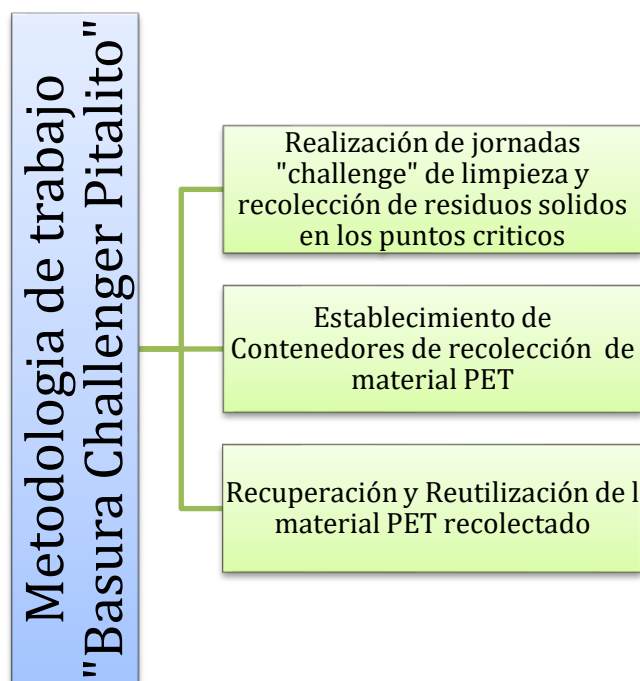 Metodologia de trabajo
"Basura Challenger Pitalito"
Realización de jornadas
"challenge" de limpieza y
recolección de residuos solidos
en los puntos criticos
Establecimiento de
Contenedores de recolección de
material PET
Recuperación y Reutilización de l
material PET recolectado